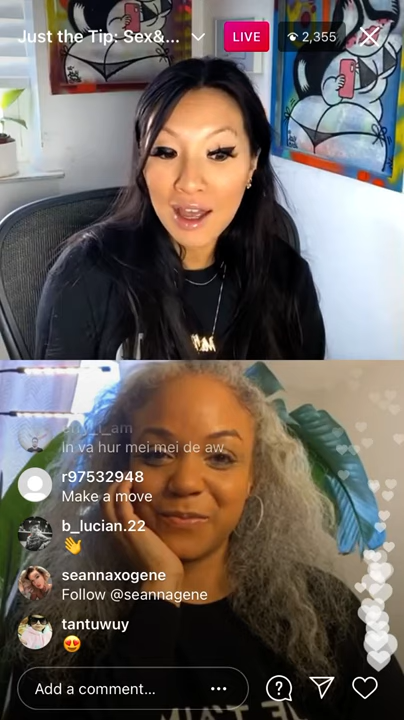 Just the Tip: Sex&...
LIVE
2,355
In va hur mei mei de aw
r97532948
Make a move
b_lucian.22
seannaxogene
Follow @seannagene
tantuwuy
Add a comment...